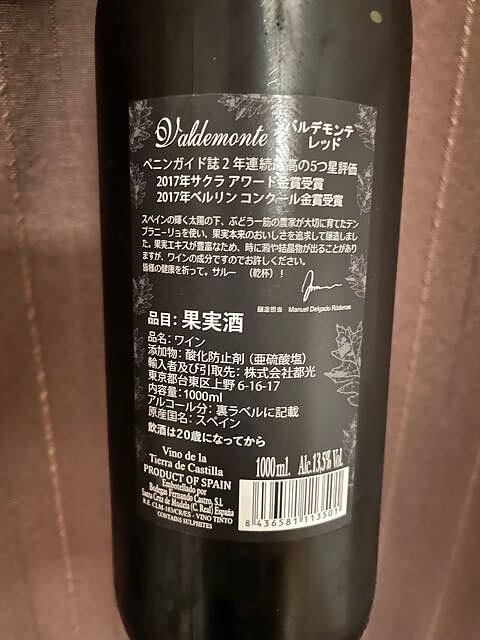 Valdemonte バルデモンテ
レッド
ペニンガイド誌2年連続最高の5つ星評価
2017年サクラ アワード金賞受賞
2017年ベルリン コンクール金賞受賞
スペインの輝く太陽の下、ぶどう一筋の農家が大切に育てたテン
プラニーリョを使い、果実本来のおいしさを追求して醸造しまし
た。果実エキスが豊富なため、時に澱や結晶物が出ることがあり
ますが、ワインの成分ですのでお許しください。
皆様の健康を祈って。サルー （乾杯）！
醸造担当 Manuel Delgado Róderas
品目：果実酒
品名：ワイン
添加物：酸化防止剤（亜硫酸塩）
輸入者及び引取先：株式会社都光
東京都台東区上野6-16-17
内容量：1000ml
アルコール分：裏ラベルに記載
原産国名：スペイン
飲酒は20歳になってから
Vino de la
Tierra de Castilla
PRODUCT OF SPAIN
Embotellado por
Bodegas Fernando Castro, S.L.
Santa Cruz de Mudela (C. Real) España
R.E. CLM-183/CR/ES - VINO TINTO
CONTAINS SULPHITES
1000 ml. Alc. 13,5% Vol.
8 436581 113501